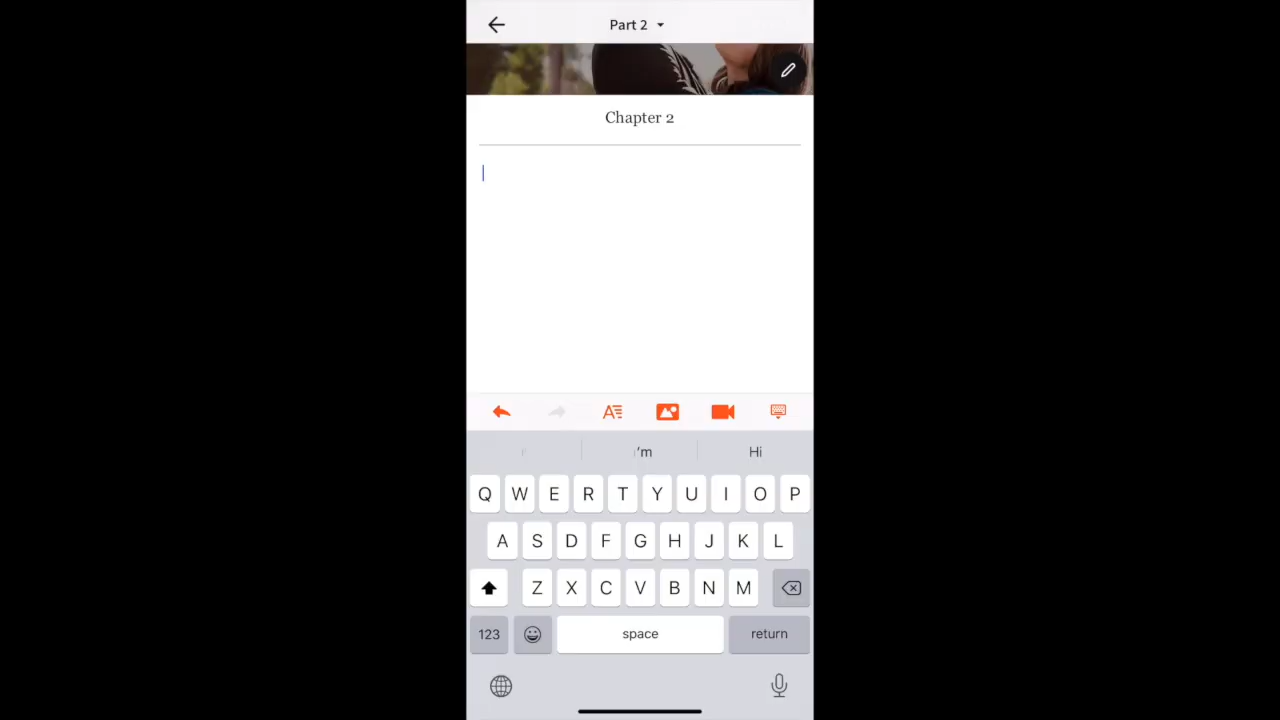 Part 2
Chapter 2
'm Hi
Q W E R T Y U I O P
A S D F G H J K L
Z X C V B N M
123 space return